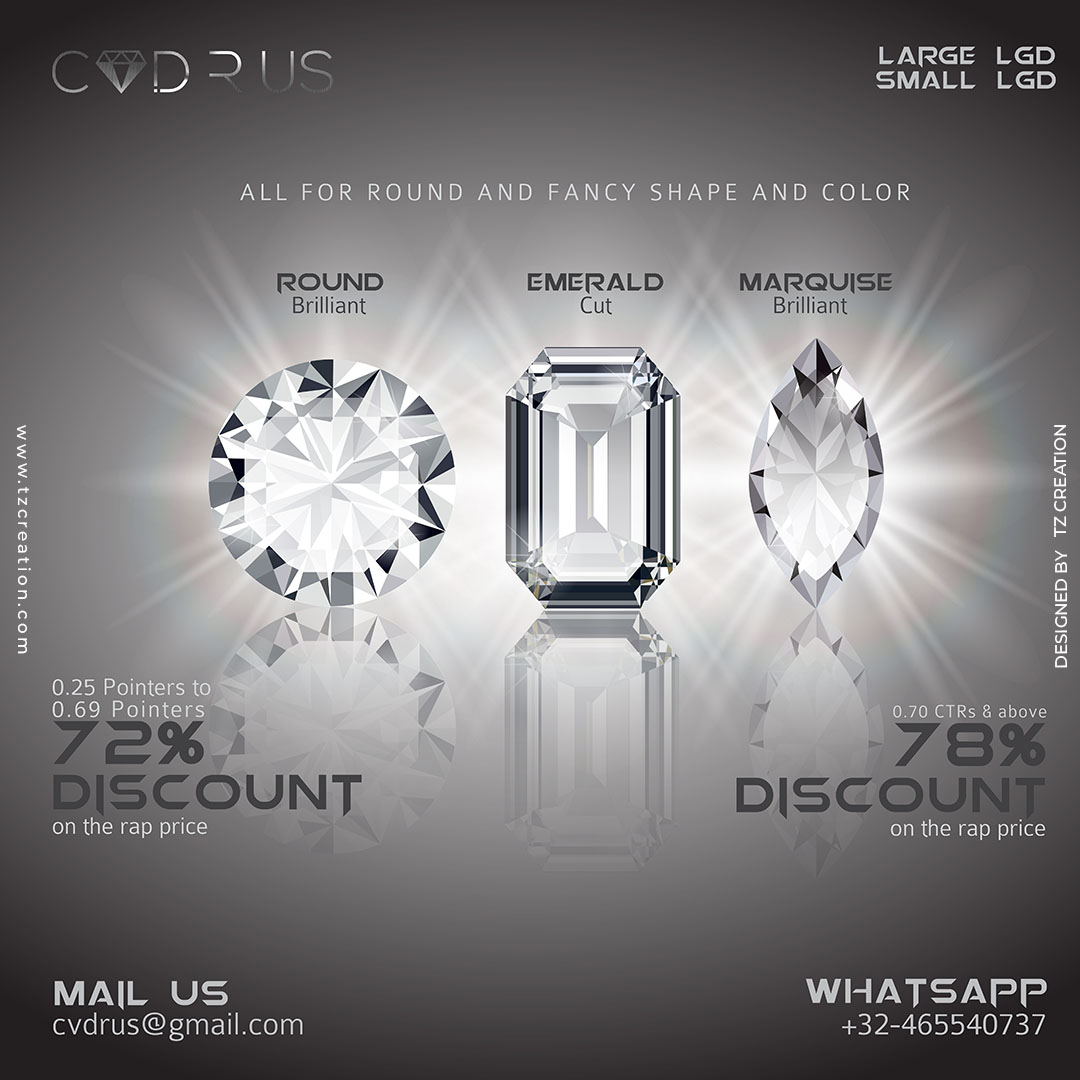 CVD RUS
LARGE LGD
SMALL LGD
ALL FOR ROUND AND FANCY SHAPE AND COLOR
ROUND
Brilliant
EMERALD
Cut
MARQUISE
Brilliant
www.tzcreation.com
DESIGNED BY TZ CREATION
0.25 Pointers to
0.69 Pointers
72%
DISCOUNT
on the rap price
0.70 CTRs & above
78%
DISCOUNT
on the rap price
MAIL US
cvdrus@gmail.com
WHATSAPP
+32-465540737